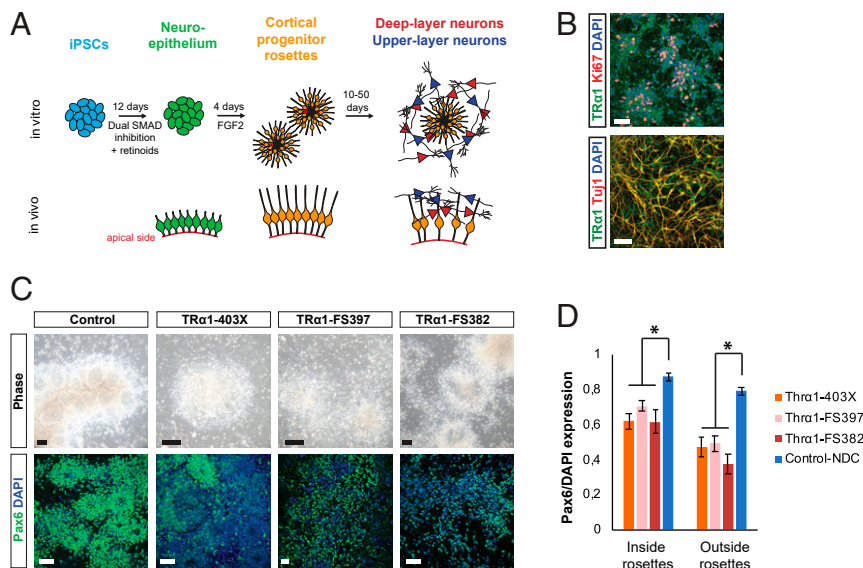 A
iPSCs
Neuro-
epithelium
Cortical
progenitor
rosettes
Deep-layer neurons
Upper-layer neurons
in vitro
12 days
Dual SMAD
inhibition
+ retinoids
4 days
FGF2
10-50
days
in vivo
apical side
B
TRα1 Ki67 DAPI
TRα1 Tuj1 DAPI
C
Control
TRα1-403X
TRα1-FS397
TRα1-FS382
Phase
Pax6 DAPI
D
Pax6/DAPI expression
1
0,8
0,6
0,4
0,2
0
*
*
Inside
rosettes
Outside
rosettes
Thrα1-403X
Thrα1-FS397
Thrα1-FS382
Control-NDC